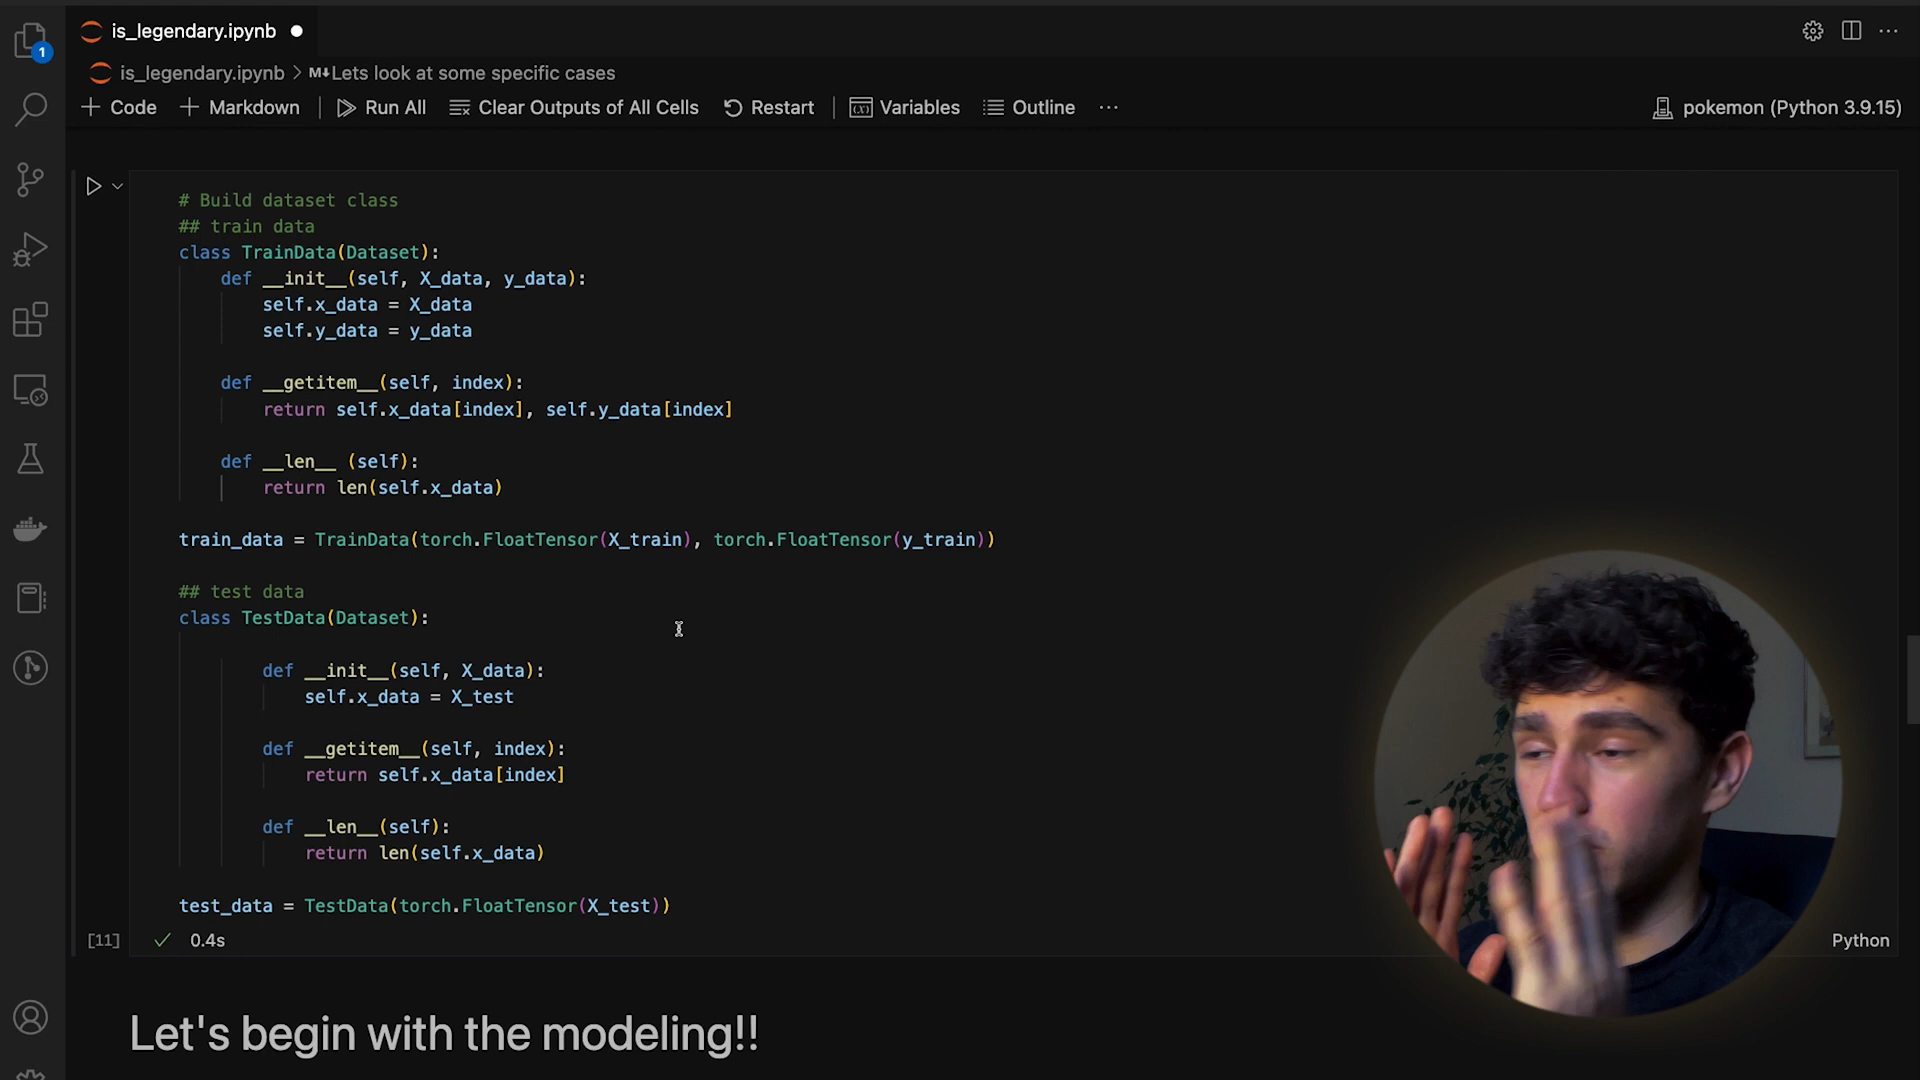 is_legendary.ipynb
is_legendary.ipynb > M↓Lets look at some specific cases
+ Code + Markdown Run All Clear Outputs of All Cells Restart Variables Outline ... pokemon (Python 3.9.15)
1
# Build dataset class
## train data
class TrainData(Dataset):
def __init__(self, X_data, y_data):
self.x_data = X_data
self.y_data = y_data
def __getitem__(self, index):
return self.x_data[index], self.y_data[index]
def __len__ (self):
return len(self.x_data)
train_data = TrainData(torch.FloatTensor(X_train), torch.FloatTensor(y_train))
## test data
class TestData(Dataset):
def __init__(self, X_data):
self.x_data = X_test
def __getitem__(self, index):
return self.x_data[index]
def __len__(self):
return len(self.x_data)
test_data = TestData(torch.FloatTensor(X_test))
[11] ✓ 0.4s Python
Let's begin with the modeling!!